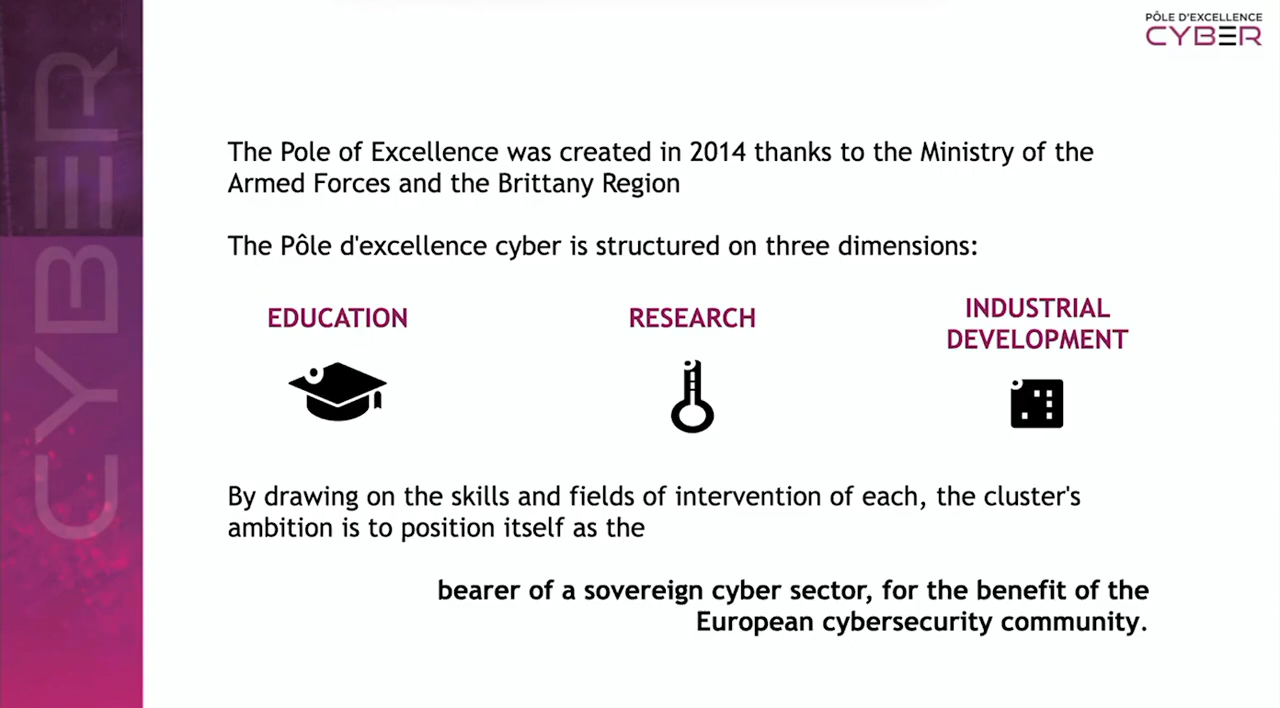 PÔLE D'EXCELLENCE
CYBER
CYBER
The Pole of Excellence was created in 2014 thanks to the Ministry of the
Armed Forces and the Brittany Region
The Pôle d'excellence cyber is structured on three dimensions:
EDUCATION
RESEARCH
INDUSTRIAL
DEVELOPMENT
By drawing on the skills and fields of intervention of each, the cluster's
ambition is to position itself as the
bearer of a sovereign cyber sector, for the benefit of the
European cybersecurity community.